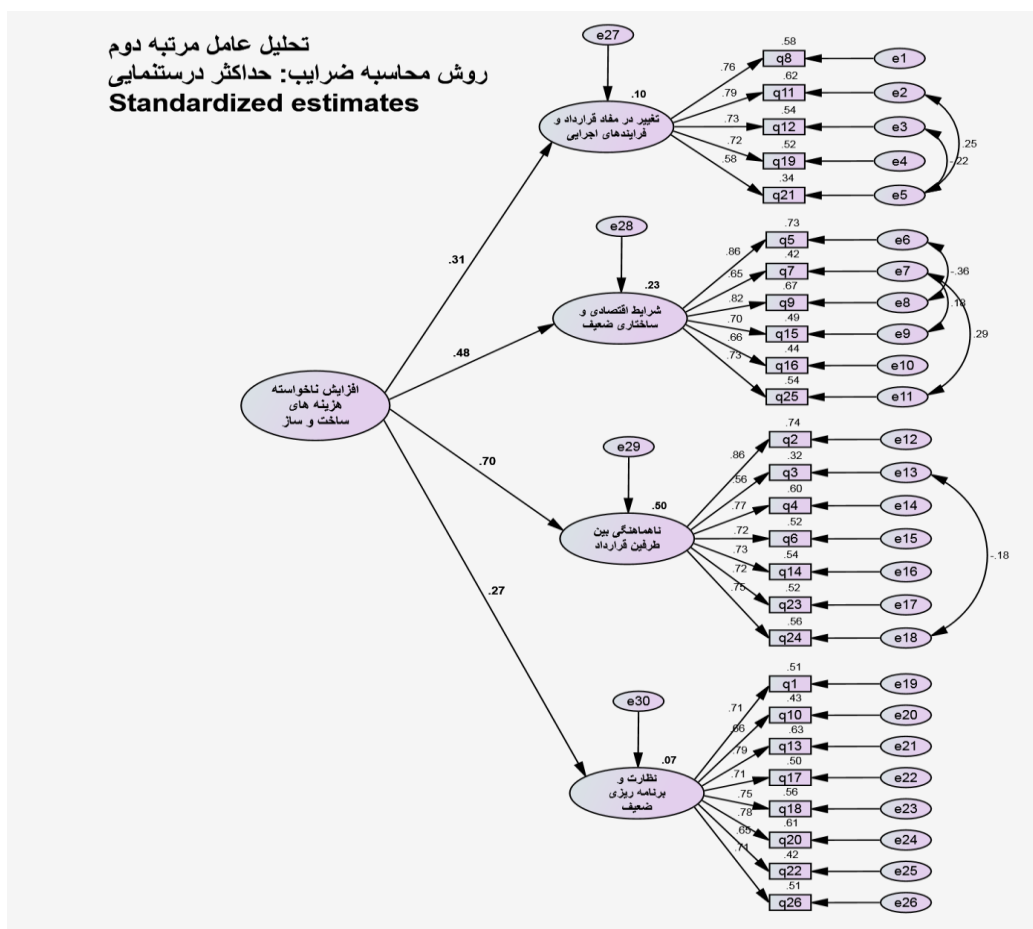 تحلیل عامل مرتبه دوم
روش محاسبه ضرایب: حداکثر درستنمایی
Standardized estimates
e27
.10
تغییر در مفاد قرارداد و
فرایندهای اجرایی
.76
.79
.73
.72
.58
.58
q8
e1
.62
q11
e2
.54
q12
e3
.52
q19
e4
.34
q21
e5
.25
-.22
.31
e28
.23
شرایط اقتصادی و
ساختاری ضعیف
.86
.65
.82
.70
.66
.73
.73
q5
e6
.42
q7
e7
.67
q9
e8
.49
q15
e9
.44
q16
e10
.54
q25
e11
-.36
.29
.48
افزایش ناخواسته
هزینه های
ساخت و ساز
.70
e29
.50
ناهماهنگی بین
طرفین قرارداد
.86
.56
.77
.72
.73
.72
.75
.74
q2
e12
.32
q3
e13
.60
q4
e14
.52
q6
e15
.54
q14
e16
.52
q23
e17
.56
q24
e18
-.18
.27
e30
.07
نظارت و
برنامه ریزی
ضعیف
.71
.66
.79
.71
.75
.78
.65
.71
.51
q1
e19
.43
q10
e20
.63
q13
e21
.50
q17
e22
.56
q18
e23
.61
q20
e24
.42
q22
e25
.51
q26
e26